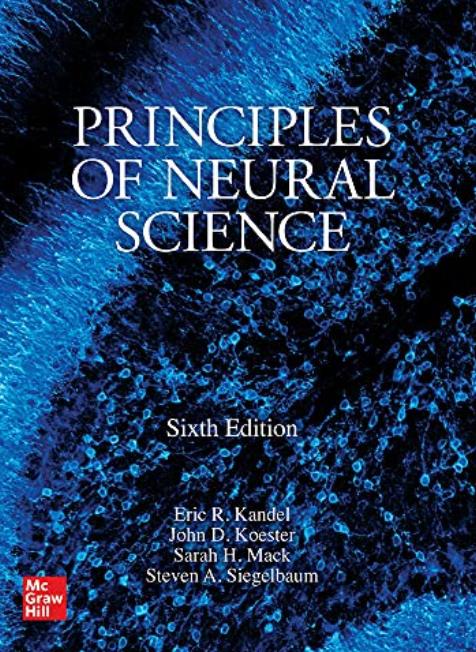 PRINCIPLES
OF NEURAL
SCIENCE
Sixth Edition
Eric R. Kandel
John D. Koester
Sarah H. Mack
Steven A. Siegelbaum
Mc
Graw
Hill